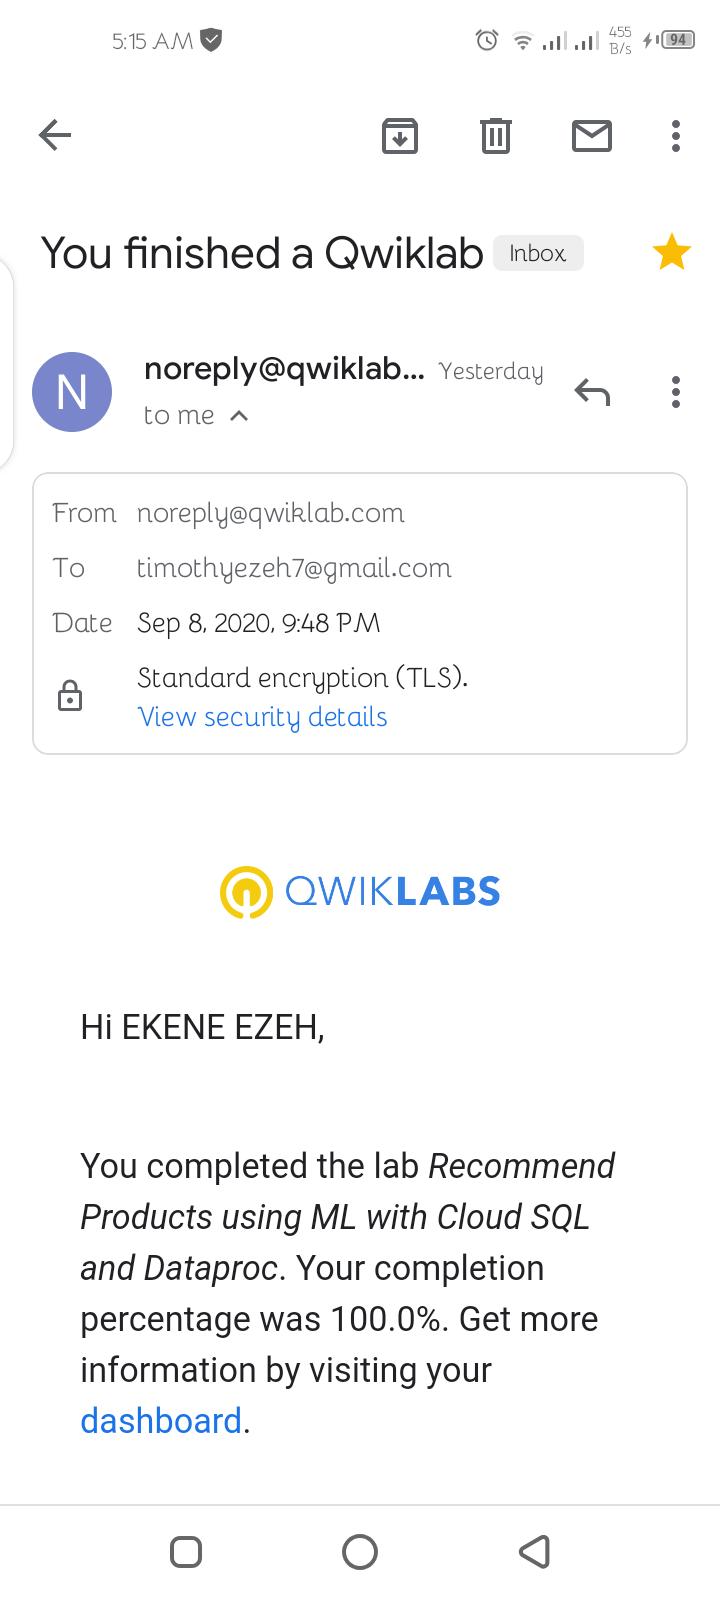 5:15 AM 455 B/s 94
You finished a Qwiklab Inbox
N
noreply@qwiklab... Yesterday
to me
From noreply@qwiklab.com
To timothyezeh7@gmail.com
Date Sep 8, 2020, 9:48 PM
Standard encryption (TLS).
View security details
QWIKLABS
Hi EKENE EZEH,
You completed the lab Recommend
Products using ML with Cloud SQL
and Dataproc. Your completion
percentage was 100.0%. Get more
information by visiting your
dashboard.